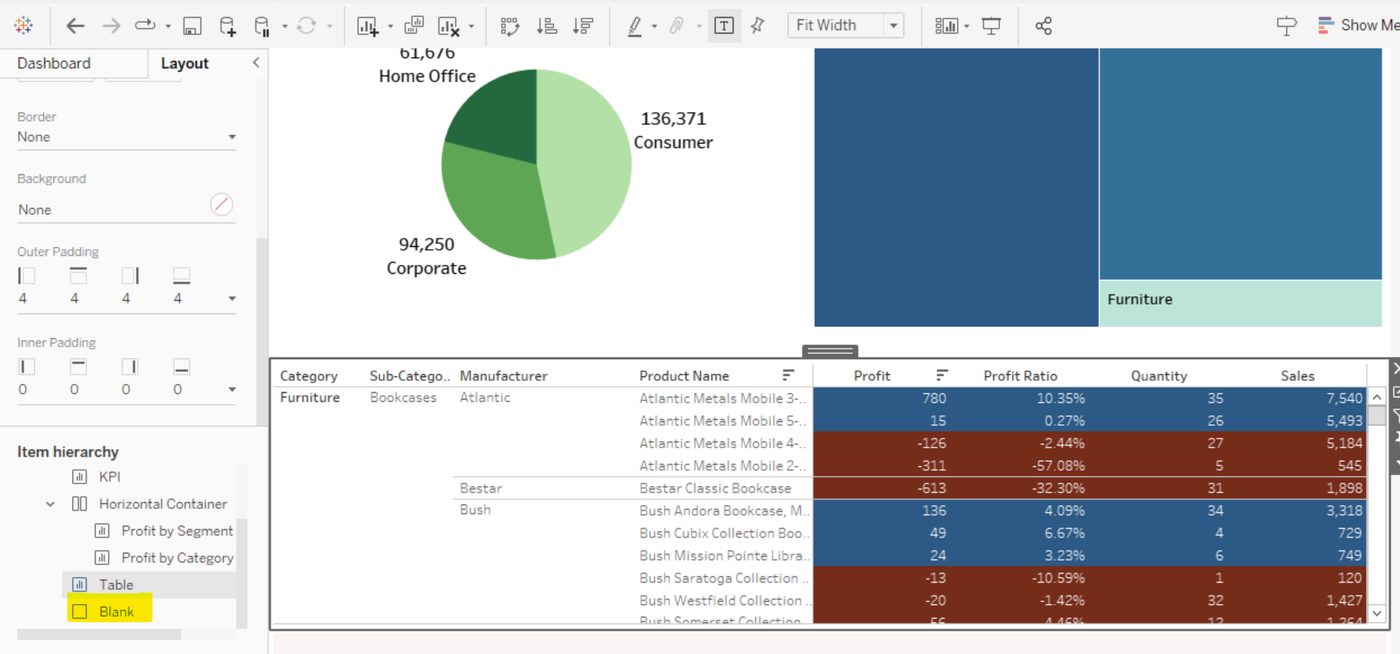 Fit Width
Show Me
Dashboard
Layout
Border
None
Background
None
Outer Padding
4 4 4 4
Inner Padding
0 0 0 0
Item hierarchy
KPI
Horizontal Container
Profit by Segment
Profit by Category
Table
Blank
61,676
Home Office
136,371
Consumer
94,250
Corporate
Furniture
Category Sub-Catego.. Manufacturer Product Name Profit Profit Ratio Quantity Sales
Furniture Bookcases Atlantic Atlantic Metals Mobile 3-.. 780 10.35% 35 7,540
Atlantic Metals Mobile 5-.. 15 0.27% 26 5,493
Atlantic Metals Mobile 4-.. -126 -2.44% 27 5,184
Atlantic Metals Mobile 2-.. -311 -57.08% 5 545
Bestar Bestar Classic Bookcase -613 -32.30% 31 1,898
Bush Bush Andora Bookcase, M.. 136 4.09% 34 3,318
Bush Cubix Collection Boo.. 49 6.67% 4 729
Bush Mission Pointe Libra.. 24 3.23% 6 749
Bush Saratoga Collection .. -13 -10.59% 1 120
Bush Westfield Collection .. -20 -1.42% 32 1,427
Bush Somerset Collection